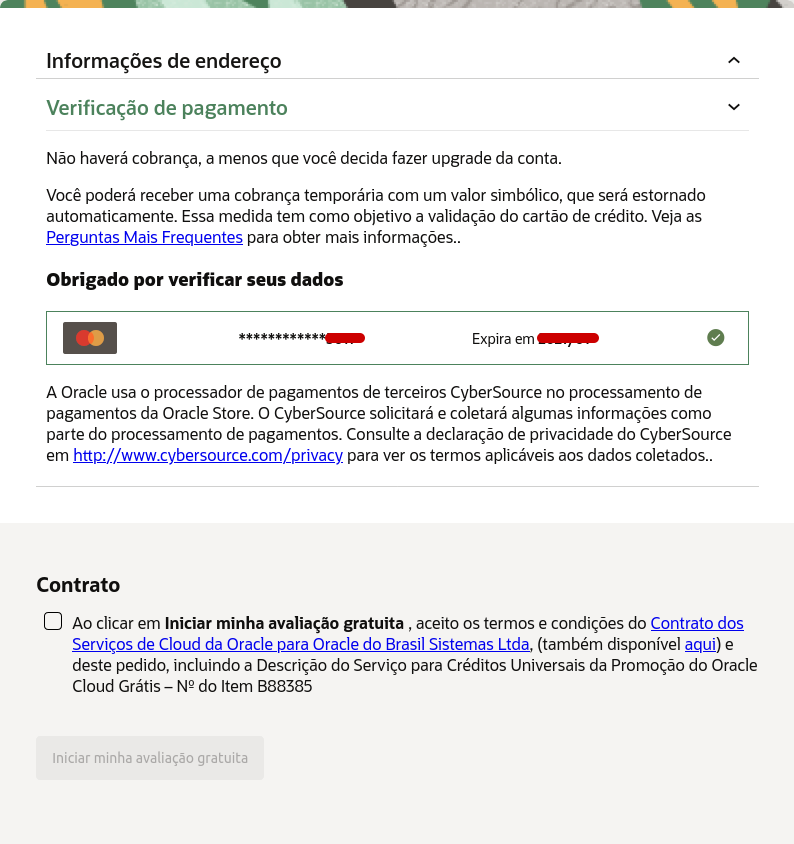 Informações de endereço
Verificação de pagamento
Não haverá cobrança, a menos que você decida fazer upgrade da conta.
Você poderá receber uma cobrança temporária com um valor simbólico, que será estornado
automaticamente. Essa medida tem como objetivo a validação do cartão de crédito. Veja as
Perguntas Mais Frequentes para obter mais informações..
Obrigado por verificar seus dados
************ Expira em
A Oracle usa o processador de pagamentos de terceiros CyberSource no processamento de
pagamentos da Oracle Store. O CyberSource solicitará e coletará algumas informações como
parte do processamento de pagamentos. Consulte a declaração de privacidade do CyberSource
em http://www.cybersource.com/privacy para ver os termos aplicáveis aos dados coletados..
Contrato
Ao clicar em Iniciar minha avaliação gratuita , aceito os termos e condições do Contrato dos
Serviços de Cloud da Oracle para Oracle do Brasil Sistemas Ltda, (também disponível aqui) e
deste pedido, incluindo a Descrição do Serviço para Créditos Universais da Promoção do Oracle
Cloud Grátis – Nº do Item B88385
Iniciar minha avaliação gratuita